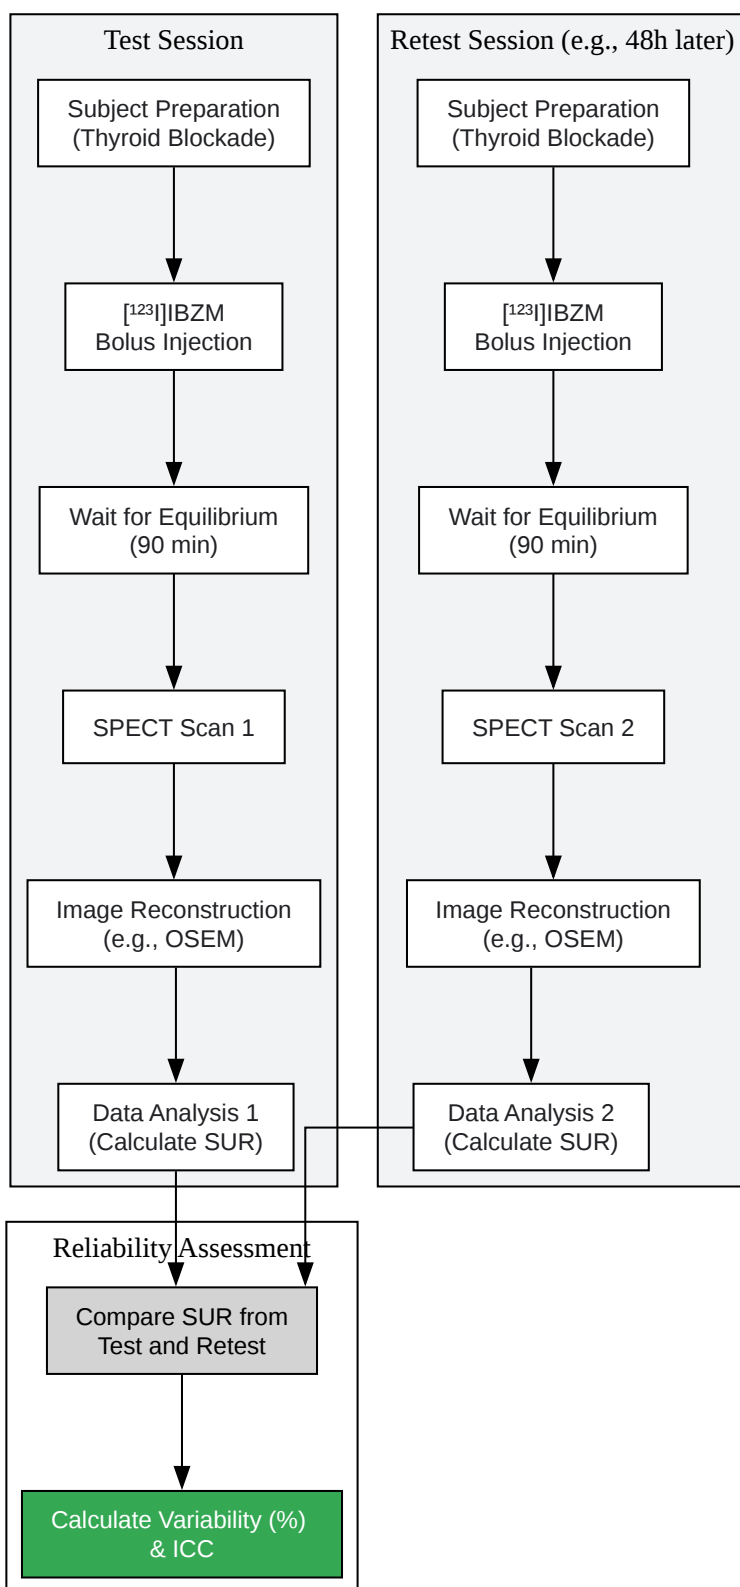 Test Session
Subject Preparation
(Thyroid Blockade)
[¹²³I]IBZM
Bolus Injection
Wait for Equilibrium
(90 min)
SPECT Scan 1
Image Reconstruction
(e.g., OSEM)
Data Analysis 1
(Calculate SUR)
Retest Session (e.g., 48h later)
Subject Preparation
(Thyroid Blockade)
[¹²³I]IBZM
Bolus Injection
Wait for Equilibrium
(90 min)
SPECT Scan 2
Image Reconstruction
(e.g., OSEM)
Data Analysis 2
(Calculate SUR)
Reliability Assessment
Compare SUR from
Test and Retest
Calculate Variability (%)
& ICC